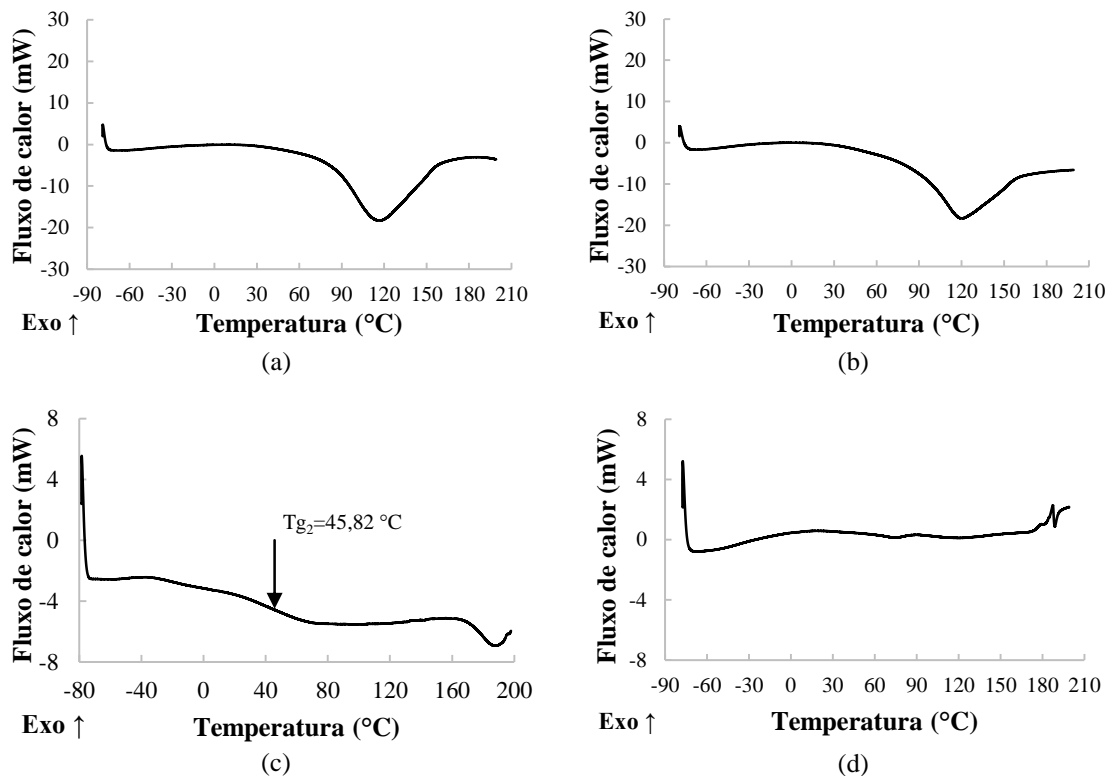 30
20
10
0
-10
-20
-30
Fluxo de calor (mW)
-90 -60 -30 0 30 60 90 120 150 180 210
Exo ↑ Temperatura (°C)
(a)
30
20
10
0
-10
-20
-30
Fluxo de calor (mW)
-90 -60 -30 0 30 60 90 120 150 180 210
Exo ↑ Temperatura (°C)
(b)
8
4
0
-4
-8
Fluxo de calor (mW)
Tg₂=45,82 °C
-80 -40 0 40 80 120 160 200
Exo ↑ Temperatura (°C)
(c)
8
4
0
-4
-8
Fluxo de calor (mW)
-90 -60 -30 0 30 60 90 120 150 180 210
Exo ↑ Temperatura (°C)
(d)